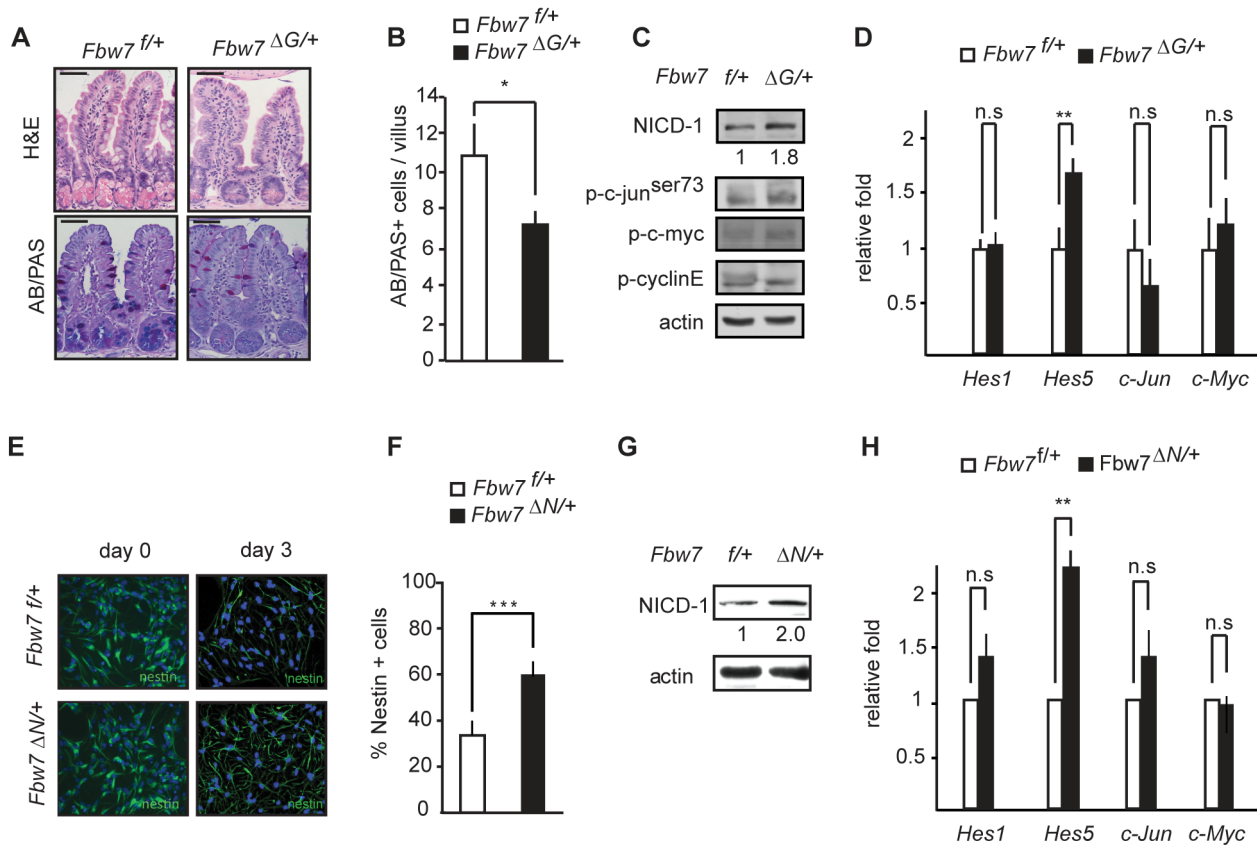 A
Fbw7 f/+
Fbw7 ΔG/+
H&E
AB/PAS
B
Fbw7 f/+
Fbw7 ΔG/+
*
AB/PAS+ cells / villus
14
12
10
8
6
4
2
0
C
Fbw7 f/+ ΔG/+
NICD-1
1 1.8
p-c-jun ser73
p-c-myc
p-cyclinE
actin
D
Fbw7 f/+ Fbw7 ΔG/+
n.s ** n.s n.s
relative fold
2
1.5
1
0.5
Hes1 Hes5 c-Jun c-Myc
E
day 0 day 3
Fbw7 f/+
nestin nestin
Fbw7 ΔN/+
nestin nestin
F
Fbw7 f/+
Fbw7 ΔN/+
***
% Nestin + cells
100
80
60
40
20
0
G
Fbw7 f/+ ΔN/+
NICD-1
1 2.0
actin
H
Fbw7 f/+ Fbw7 ΔN/+
n.s ** n.s n.s
relative fold
2
1.5
1
0.5
Hes1 Hes5 c-Jun c-Myc